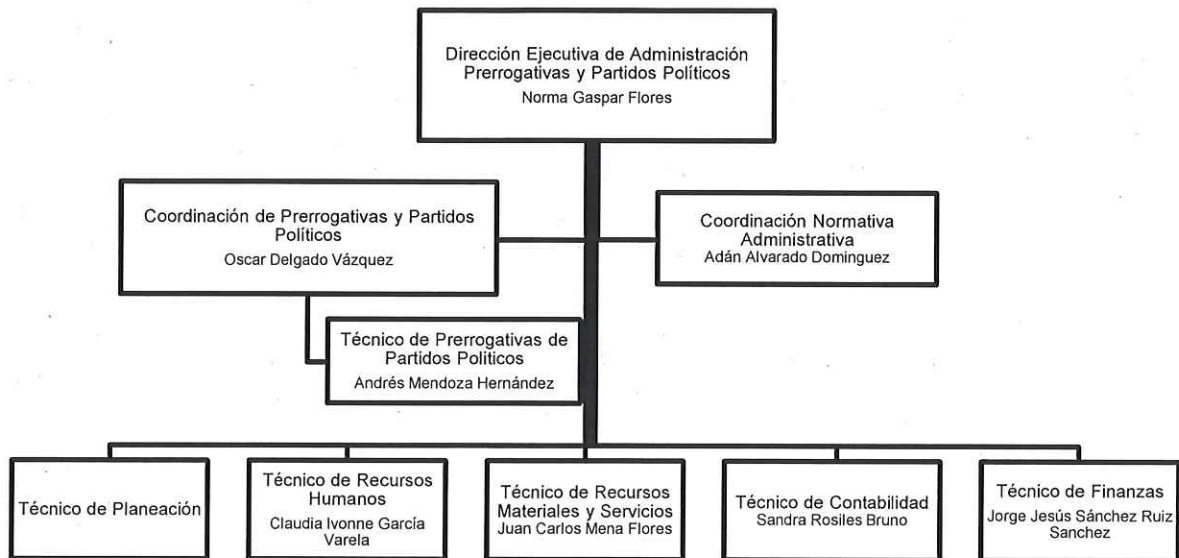 Dirección Ejecutiva de Administración
Prerrogativas y Partidos Políticos
Norma Gaspar Flores
Coordinación de Prerrogativas y Partidos
Políticos
Oscar Delgado Vázquez
Coordinación Normativa
Administrativa
Adán Alvarado Dominguez
Técnico de Prerrogativas de
Partidos Politicos
Andrés Mendoza Hernández
Técnico de Planeación
Técnico de Recursos
Humanos
Claudia Ivonne García
Varela
Técnico de Recursos
Materiales y Servicios
Juan Carlos Mena Flores
Técnico de Contabilidad
Sandra Rosiles Bruno
Técnico de Finanzas
Jorge Jesús Sánchez Ruiz
Sanchez